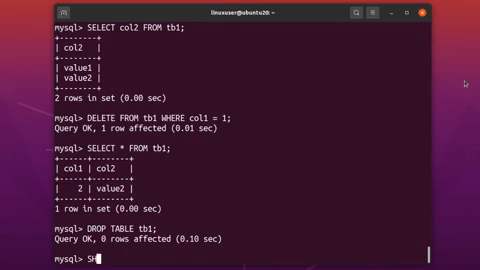 linuxuser@ubuntu20: ~
mysql> SELECT col2 FROM tb1;
+--------+
| col2   |
+--------+
| value1 |
| value2 |
+--------+
2 rows in set (0.00 sec)
mysql> DELETE FROM tb1 WHERE col1 = 1;
Query OK, 1 row affected (0.01 sec)
mysql> SELECT * FROM tb1;
+------+--------+
| col1 | col2   |
+------+--------+
|    2 | value2 |
+------+--------+
1 row in set (0.00 sec)
mysql> DROP TABLE tb1;
Query OK, 0 rows affected (0.10 sec)
mysql> SH